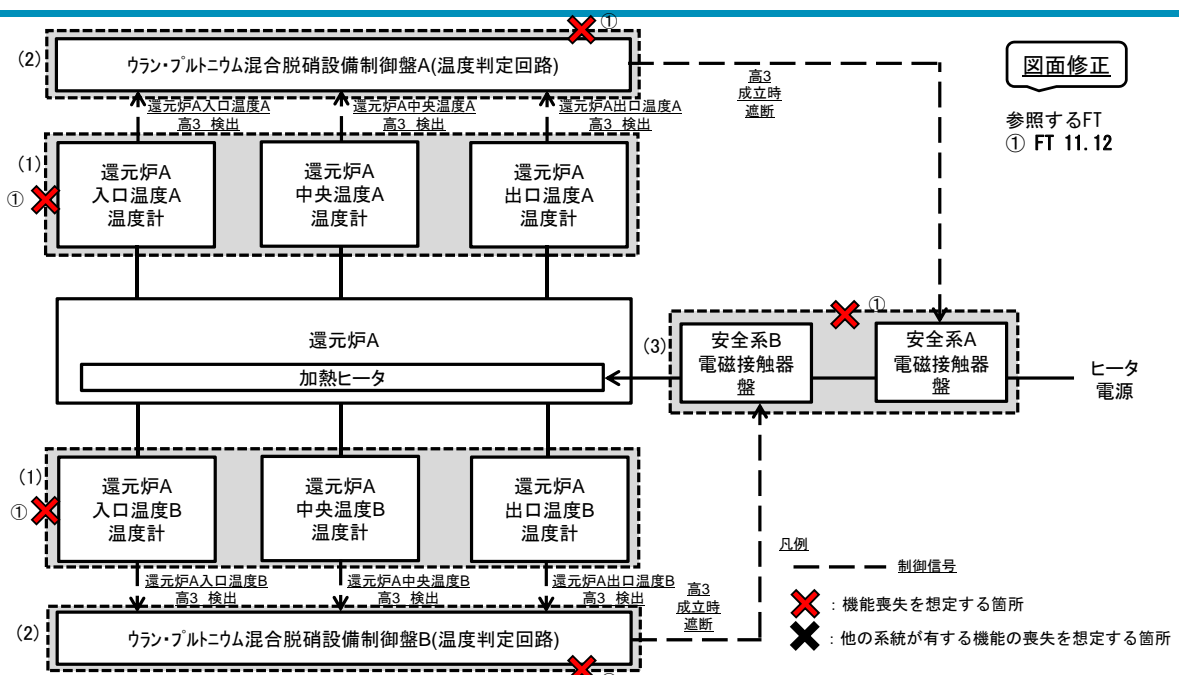 ①
(2)
ウラン・プルトニウム混合脱硝設備制御盤A(温度判定回路)
高3
成立時
遮断
図面修正
参照するFT
① FT 11.12
還元炉A入口温度A
高3 検出
還元炉A中央温度A
高3 検出
還元炉A出口温度A
高3 検出
(1)
①
還元炉A
入口温度A
温度計
還元炉A
中央温度A
温度計
還元炉A
出口温度A
温度計
還元炉A
加熱ヒータ
(3)
①
安全系B
電磁接触器
盤
安全系A
電磁接触器
盤
ヒータ
電源
(1)
①
還元炉A
入口温度B
温度計
還元炉A
中央温度B
温度計
還元炉A
出口温度B
温度計
還元炉A入口温度B
高3 検出
還元炉A中央温度B
高3 検出
還元炉A出口温度B
高3 検出
(2)
ウラン・プルトニウム混合脱硝設備制御盤B(温度判定回路)
高3
成立時
遮断
凡例
制御信号
：機能喪失を想定する箇所
：他の系統が有する機能の喪失を想定する箇所